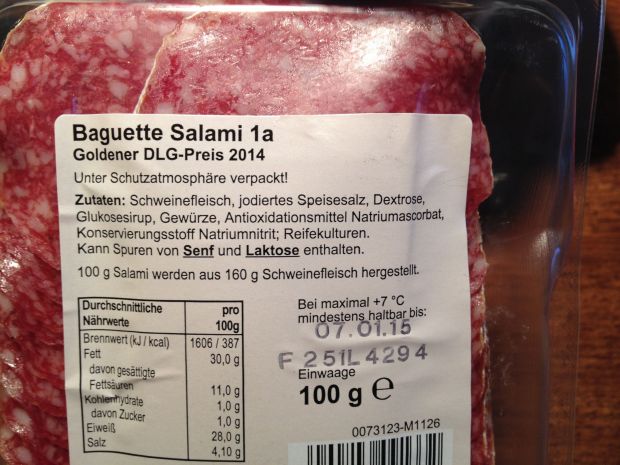 Baguette Salami 1a
Goldener DLG-Preis 2014
Unter Schutzatmosphäre verpackt!
Zutaten: Schweinefleisch, jodiertes Speisesalz, Dextrose,
Glukosesirup, Gewürze, Antioxidationsmittel Natriumascorbat,
Konservierungsstoff Natriumnitrit; Reifekulturen.
Kann Spuren von Senf und Laktose enthalten.
100 g Salami werden aus 160 g Schweinefleisch hergestellt.
Durchschnittliche pro
Nährwerte 100g
Brennwert (kJ / kcal) 1606 / 387
Fett 30,0 g
davon gesättigte
Fettsäuren 11,0 g
Kohlenhydrate 1,0 g
davon Zucker 1,0 g
Eiweiß 28,0 g
Salz 4,10 g
Bei maximal +7 °C
mindestens haltbar bis:
07.01.15
F 251L4294
Einwaage
100 g e
0073123-M1126